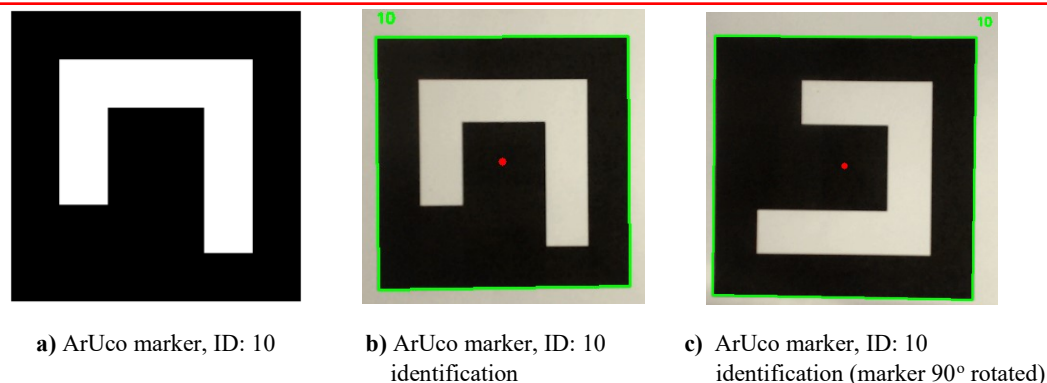 10
10
a) ArUco marker, ID: 10
b) ArUco marker, ID: 10
identification
c) ArUco marker, ID: 10
identification (marker 90° rotated)